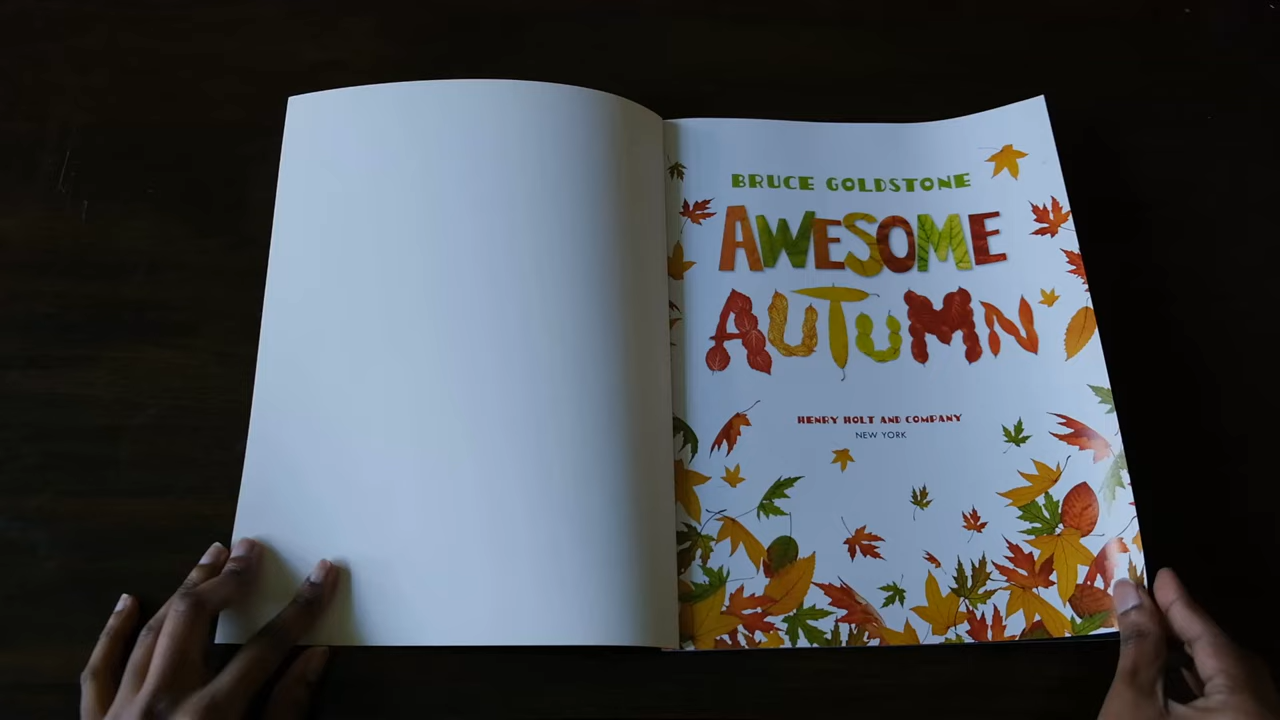 BRUCE GOLDSTONE
AWESOME
AUTUMN
HENRY HOLT AND COMPANY
NEW YORK